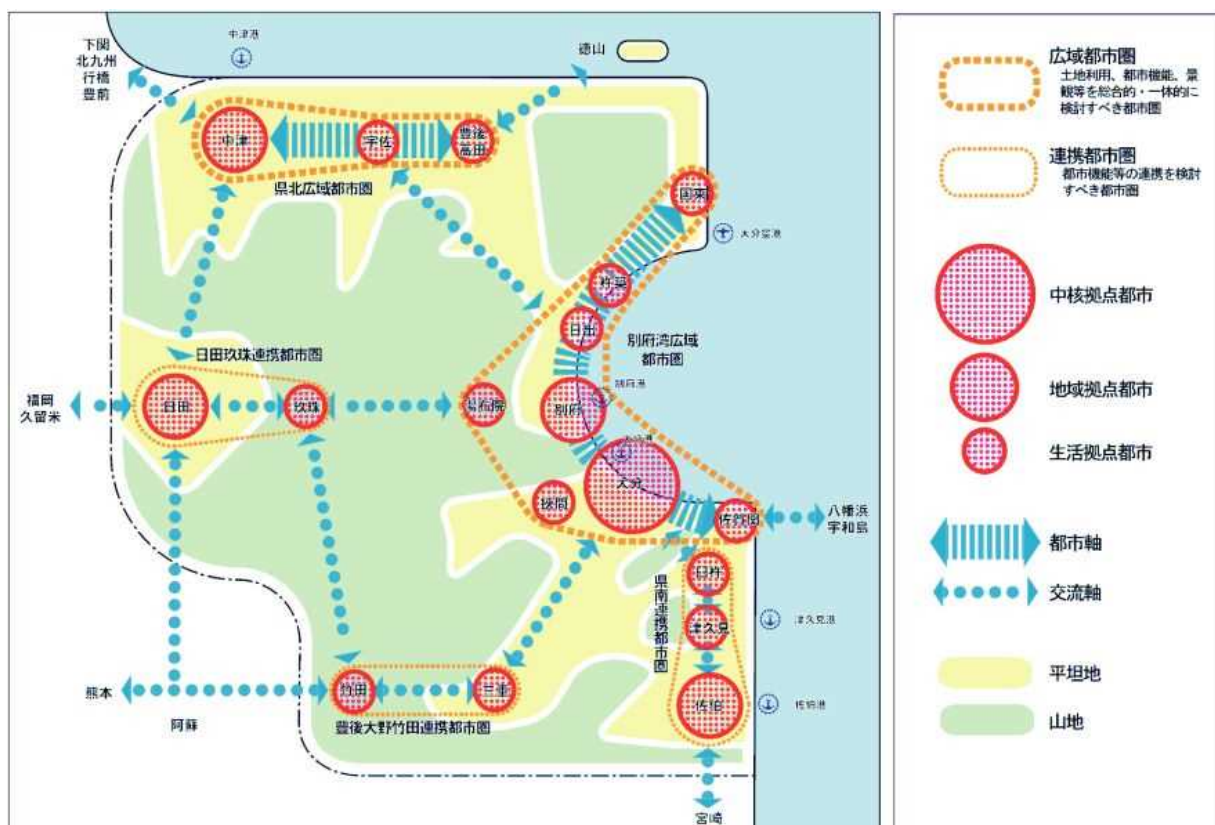 中津港
徳山
下関
北九州
行橋
豊前
中津
宇佐
豊後
高田
県北広域都市圏
国東
大分空港
杵築
日出
別府湾広域
都市圏
日田玖珠連携都市圏
別府港
福岡
久留米
日田
玖珠
湯布院
別府
大分港
大分
挾間
佐賀関
八幡浜
宇和島
臼杵
県南連携都市圏
津久見
津久見港
熊本
阿蘇
竹田
三重
豊後大野竹田連携都市圏
佐伯
佐伯港
宮崎
広域都市圏
土地利用、都市機能、景
観等を総合的・一体的に
検討すべき都市圏
連携都市圏
都市機能等の連携を検討
すべき都市圏
中核拠点都市
地域拠点都市
生活拠点都市
都市軸
交流軸
平坦地
山地